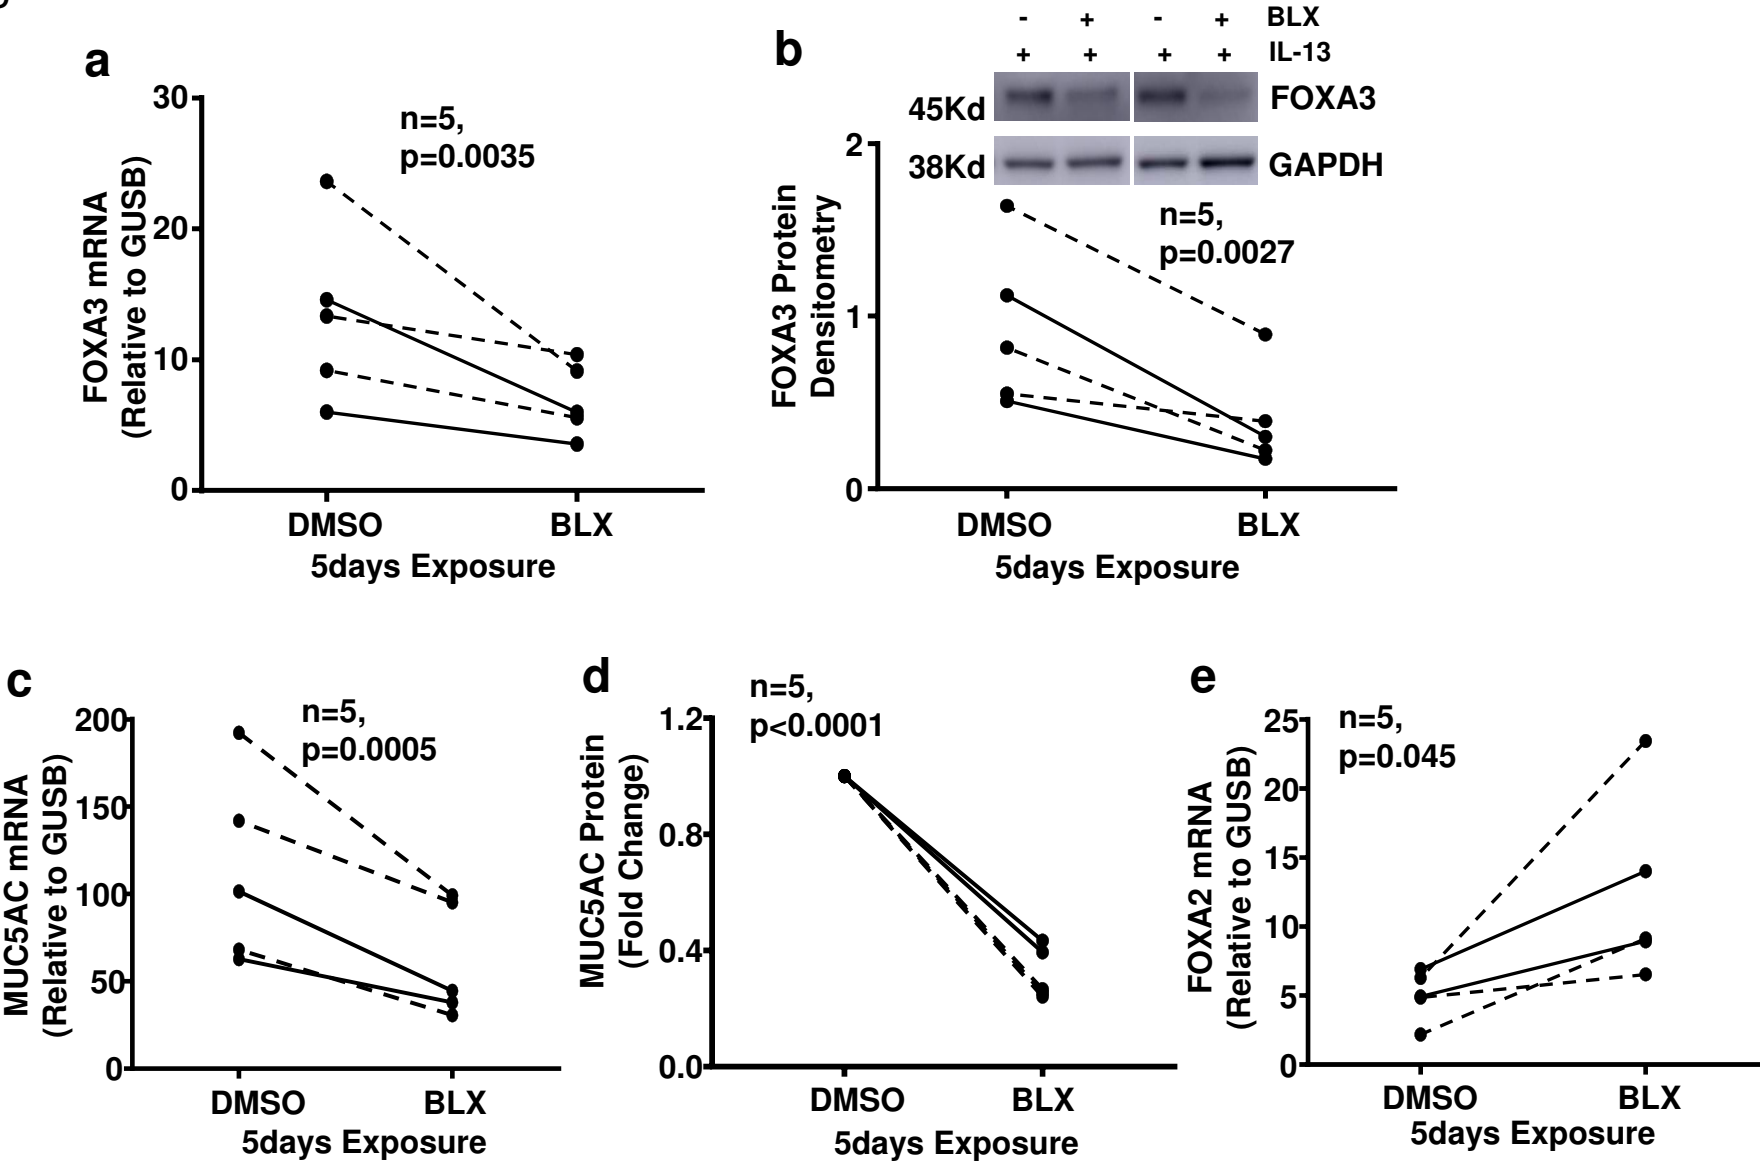 a
30
20
10
0
FOXA3 mRNA
(Relative to GUSB)
n=5,
p=0.0035
DMSO BLX
5days Exposure
b
- + - + BLX
+ + + + IL-13
45Kd FOXA3
38Kd GAPDH
2
1
0
FOXA3 Protein
Densitometry
n=5,
p=0.0027
DMSO BLX
5days Exposure
c
200
150
100
50
0
MUC5AC mRNA
(Relative to GUSB)
n=5,
p=0.0005
DMSO BLX
5days Exposure
d
1.2
0.8
0.4
0.0
MUC5AC Protein
(Fold Change)
n=5,
p<0.0001
DMSO BLX
5days Exposure
e
25
20
15
10
5
0
FOXA2 mRNA
(Relative to GUSB)
n=5,
p=0.045
DMSO BLX
5days Exposure